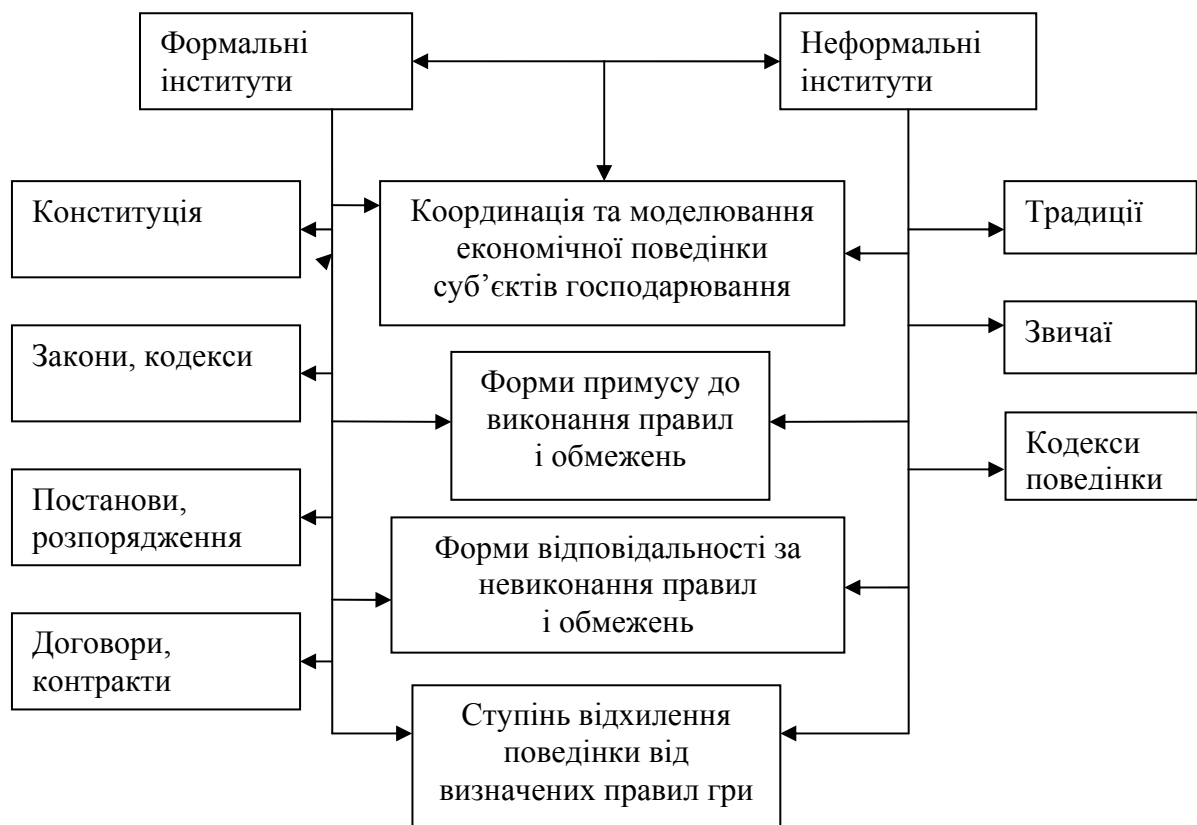 Формальні
інститути
Неформальні
інститути
Конституція
Координація та моделювання
економічної поведінки
суб’єктів господарювання
Традиції
Звичаї
Закони, кодекси
Форми примусу до
виконання правил
і обмежень
Кодекси
поведінки
Постанови,
розпорядження
Форми відповідальності за
невиконання правил
і обмежень
Договори,
контракти
Ступінь відхилення
поведінки від
визначених правил гри